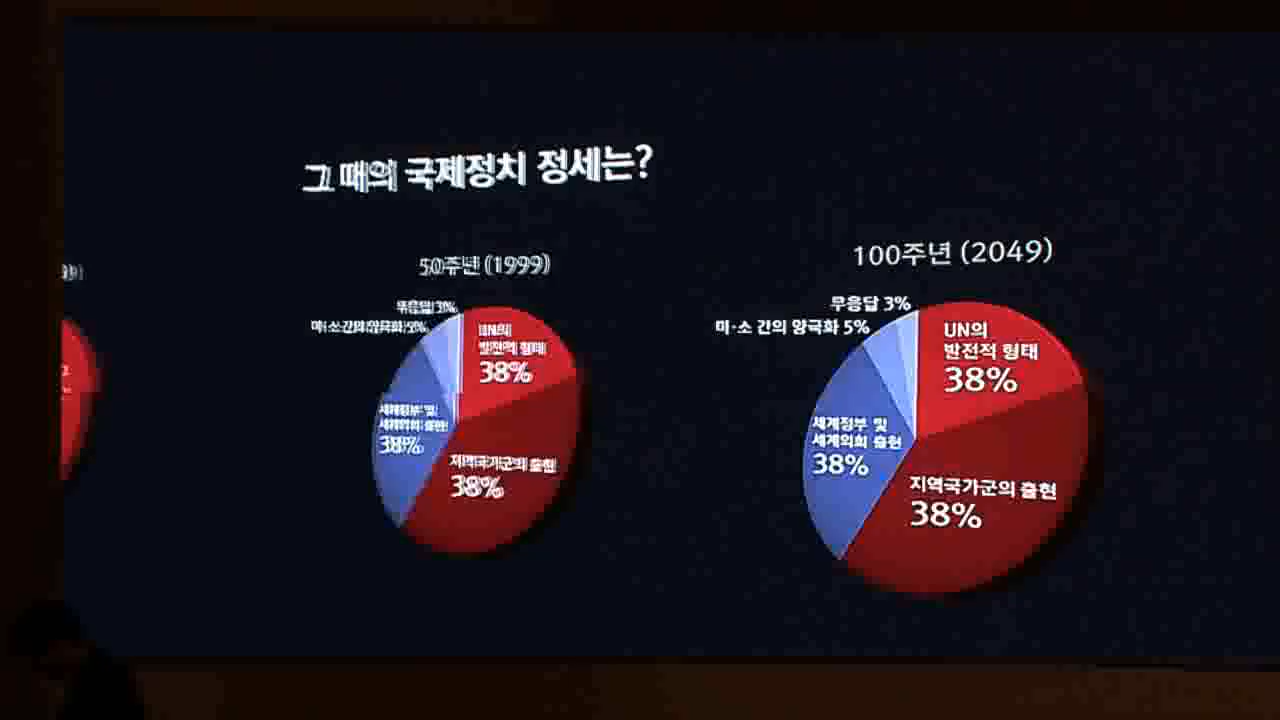 그 때의 국제정치 정세는?
50주년 (1999)
무응답 3%
미·소 간의 양극화 5%
UN의
발전적 형태
38%
세계정부 및
세계의회 출현
38%
지역국가군의 출현
38%
100주년 (2049)
무응답 3%
미·소 간의 양극화 5%
UN의
발전적 형태
38%
세계정부 및
세계의회 출현
38%
지역국가군의 출현
38%